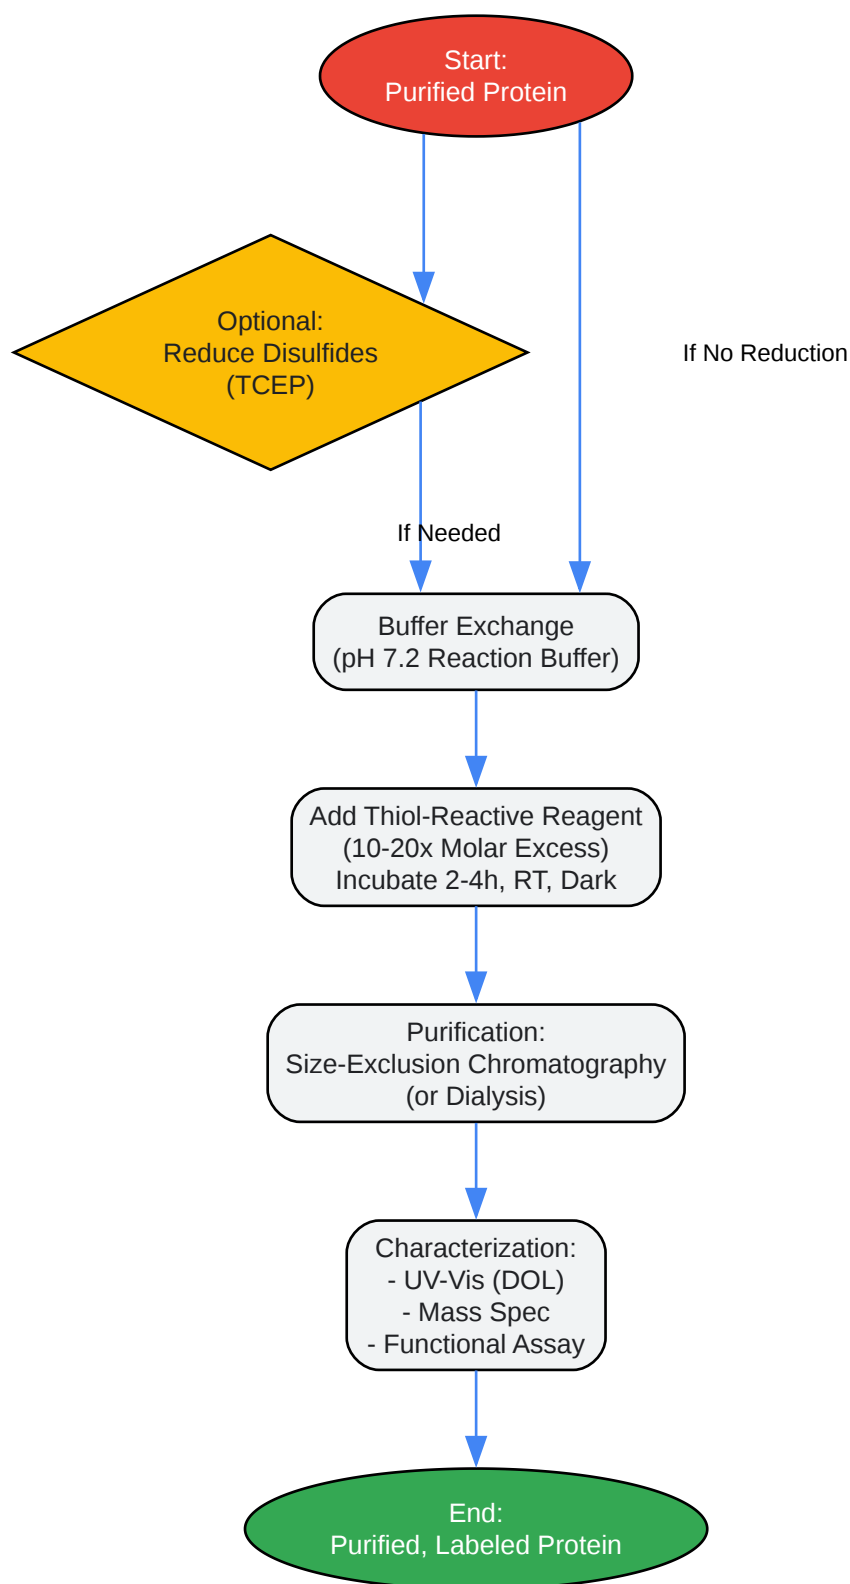 Start:
Purified Protein
Optional:
Reduce Disulfides
(TCEP)
If No Reduction
If Needed
Buffer Exchange
(pH 7.2 Reaction Buffer)
Add Thiol-Reactive Reagent
(10-20x Molar Excess)
Incubate 2-4h, RT, Dark
Purification:
Size-Exclusion Chromatography
(or Dialysis)
Characterization:
- UV-Vis (DOL)
- Mass Spec
- Functional Assay
End:
Purified, Labeled Protein